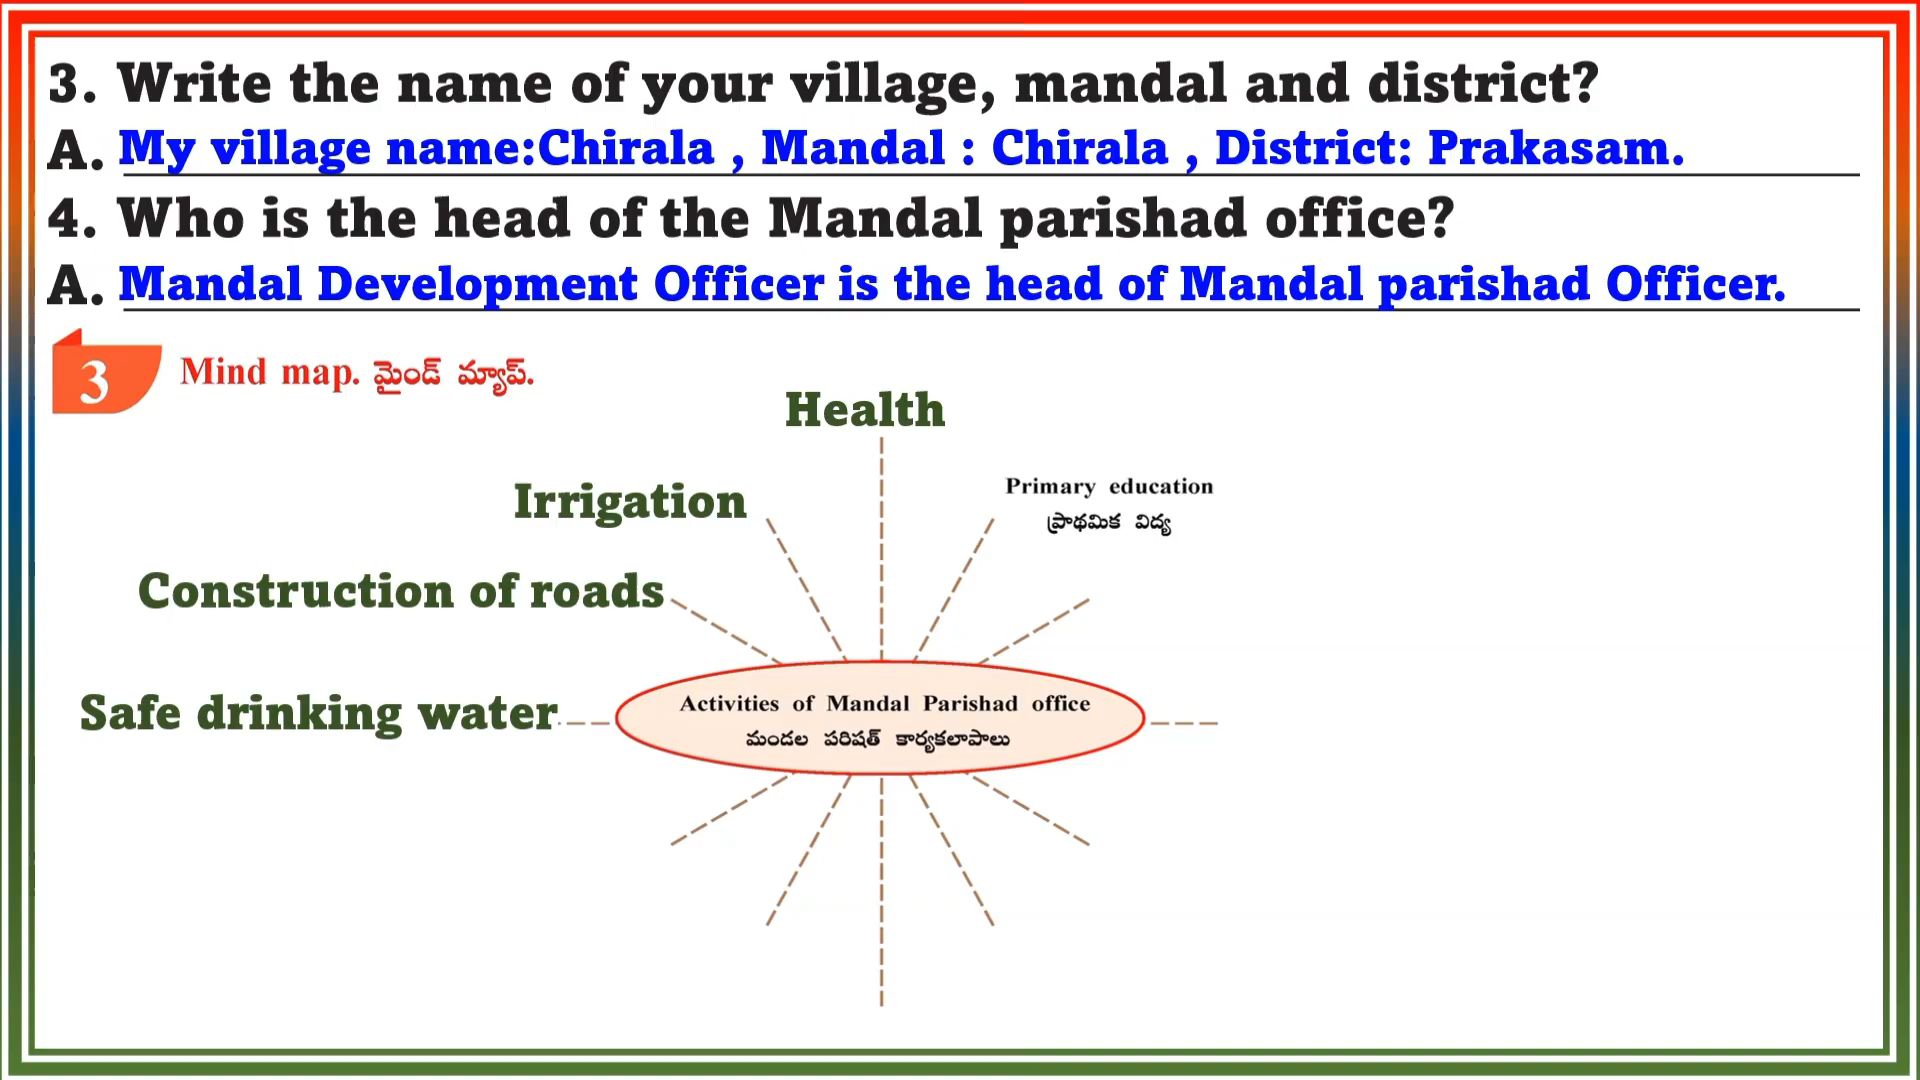 3. Write the name of your village, mandal and district?
A. My village name:Chirala , Mandal : Chirala , District: Prakasam.
4. Who is the head of the Mandal parishad office?
A. Mandal Development Officer is the head of Mandal parishad Officer.
3 Mind map. మైండ్ మ్యాప్.
Health
Irrigation
Primary education
ప్రాథమిక విద్య
Construction of roads
Safe drinking water
Activities of Mandal Parishad office
మండల పరిషత్ కార్యకలాపాలు